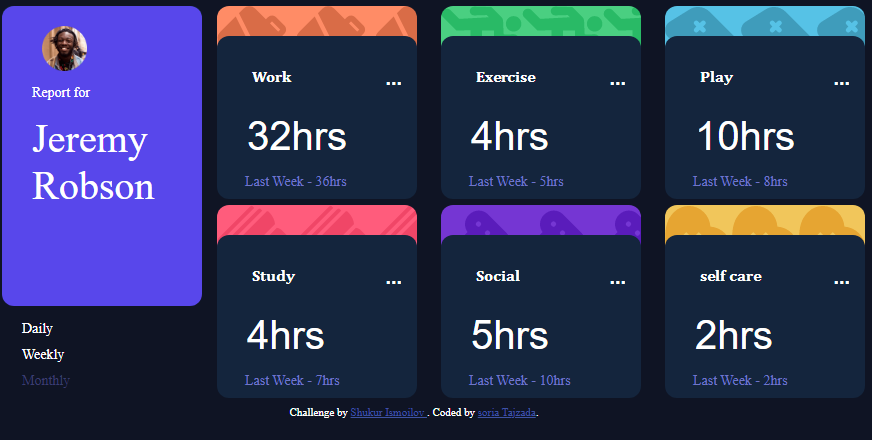 Report for
Jeremy
Robson
Daily
Weekly
Monthly
Work
...
32hrs
Last Week - 36hrs
Exercise
...
4hrs
Last Week - 5hrs
Play
...
10hrs
Last Week - 8hrs
Study
...
4hrs
Last Week - 7hrs
Social
...
5hrs
Last Week - 10hrs
self care
...
2hrs
Last Week - 2hrs
Challenge by Shukur Ismoilov . Coded by soria Tajzada.